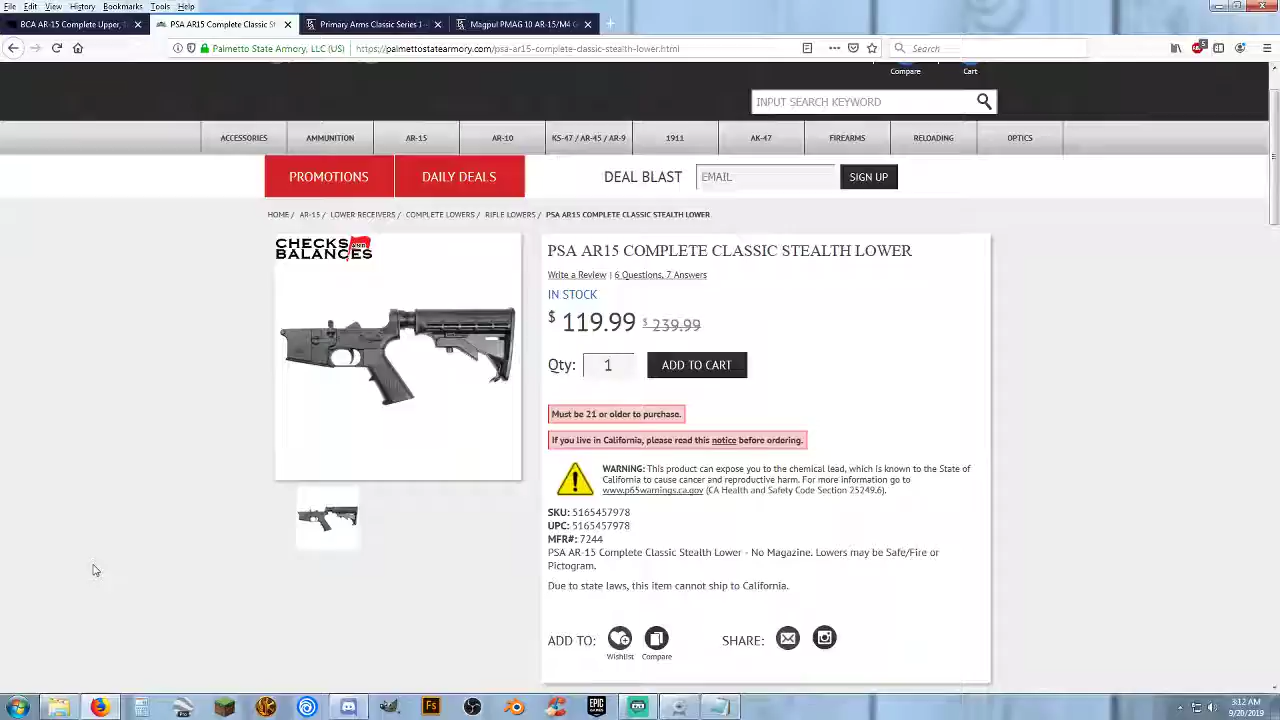 File Edit View History Bookmarks Tools Help
BCA AR-15 Complete Upper,
PSA AR15 Complete Classic St
Primary Arms Classic Series 1
Magpul PMAG 10 AR-15/M4 G
Palmetto State Armory, LLC (US)
https://palmettostatearmory.com/psa-ar15-complete-classic-stealth-lower.html
Search
Compare
Cart
INPUT SEARCH KEYWORD
ACCESSORIES
AMMUNITION
AR-15
AR-10
KS-47 / AR-45 / AR-9
1911
AK-47
FIREARMS
RELOADING
OPTICS
PROMOTIONS
DAILY DEALS
DEAL BLAST
EMAIL
SIGN UP
HOME / AR-15 / LOWER RECEIVERS / COMPLETE LOWERS / RIFLE LOWERS / PSA AR15 COMPLETE CLASSIC STEALTH LOWER
CHECKS AND
BALANCES
PSA AR15 COMPLETE CLASSIC STEALTH LOWER
Write a Review | 6 Questions, 7 Answers
IN STOCK
$ 119.99 $ 239.99
Qty: 1 ADD TO CART
Must be 21 or older to purchase.
If you live in California, please read this notice before ordering.
WARNING: This product can expose you to the chemical lead, which is known to the State of
California to cause cancer and reproductive harm. For more information go to
www.p65warnings.ca.gov (CA Health and Safety Code Section 25249.6).
SKU: 5165457978
UPC: 5165457978
MFR#: 7244
PSA AR-15 Complete Classic Stealth Lower - No Magazine. Lowers may be Safe/Fire or
Pictogram.
Due to state laws, this item cannot ship to California.
ADD TO:
Wishlist
Compare
SHARE:
Pro
Fs
EPIC
GAMES
3:12 AM
9/20/2019